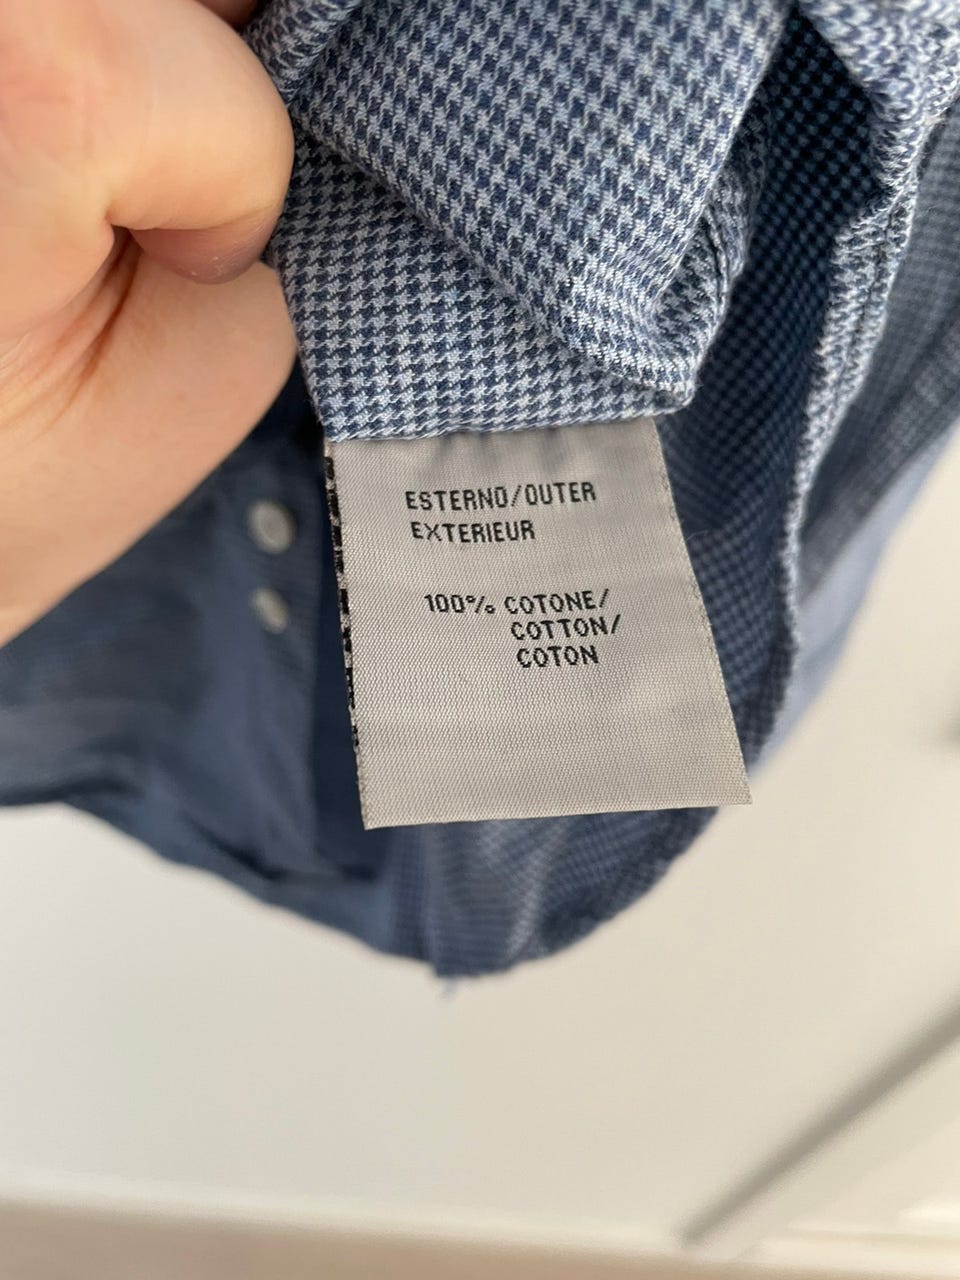 ESTERNO/OUTER
EXTERIEUR
100% COTONE/
COTTON/
COTON